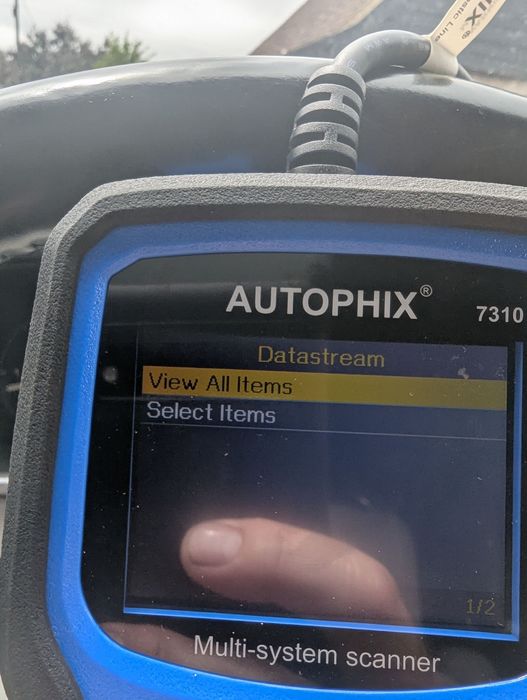 AUTOPHIX®
7310
Datastream
View All Items
Select Items
1/2
Multi-system scanner